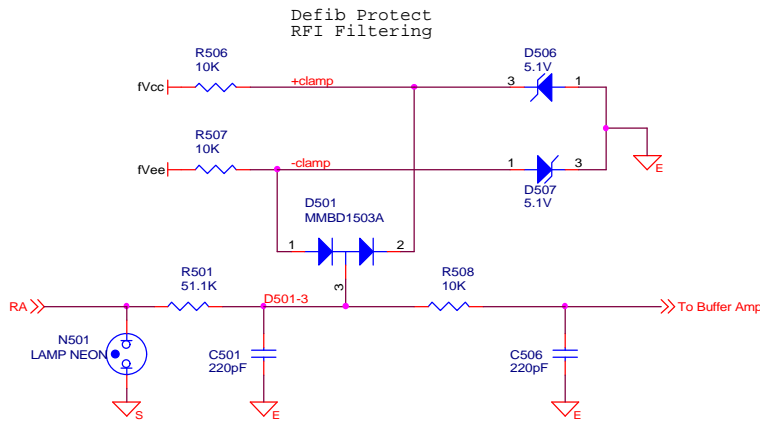 Defib Protect
RFI Filtering
R506
10K
D506
5.1V
fVcc
+clamp
3
1
R507
10K
fVee
-clamp
1
3
E
D507
5.1V
D501
MMBD1503A
1
2
3
R501
51.1K
R508
10K
RA
D501-3
To Buffer Amp
N501
LAMP NEON
C501
220pF
C506
220pF
S
E
E